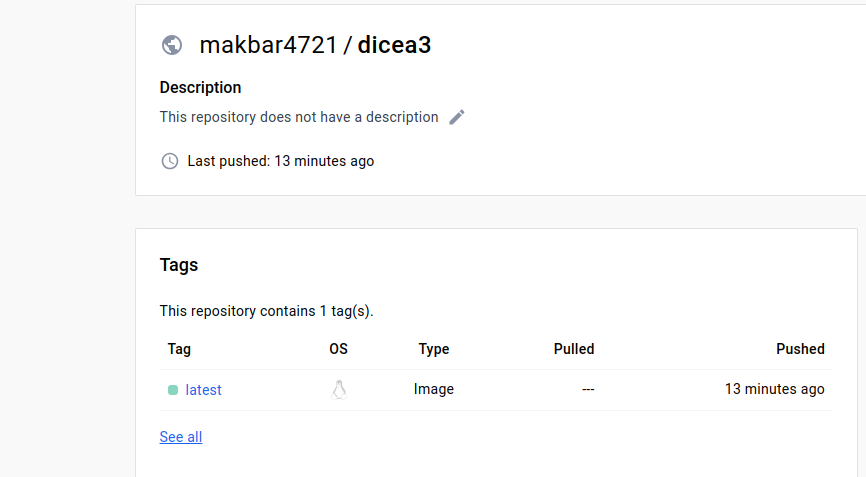 makbar4721 / dicea3
Description
This repository does not have a description
Last pushed: 13 minutes ago
Tags
This repository contains 1 tag(s).
Tag OS Type Pulled Pushed
latest Image --- 13 minutes ago
See all